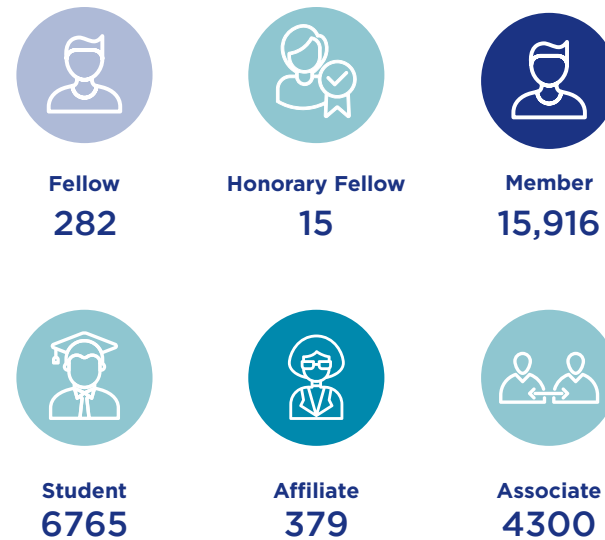 Fellow
282
Honorary Fellow
15
Member
15,916
Student
6765
Affiliate
379
Associate
4300